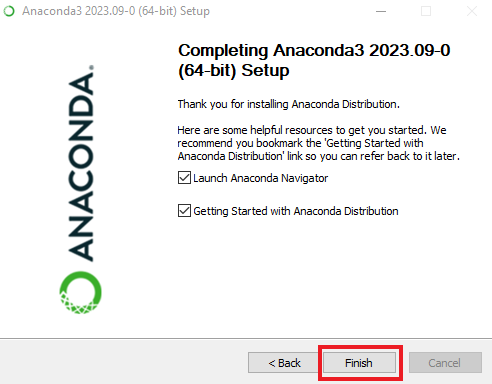 Anaconda3 2023.09-0 (64-bit) Setup
Completing Anaconda3 2023.09-0
(64-bit) Setup
Thank you for installing Anaconda Distribution.
Here are some helpful resources to get you started. We
recommend you bookmark the 'Getting Started with
Anaconda Distribution' link so you can refer back to it later.
Launch Anaconda Navigator
Getting Started with Anaconda Distribution
ANACONDA.
< Back
Finish
Cancel